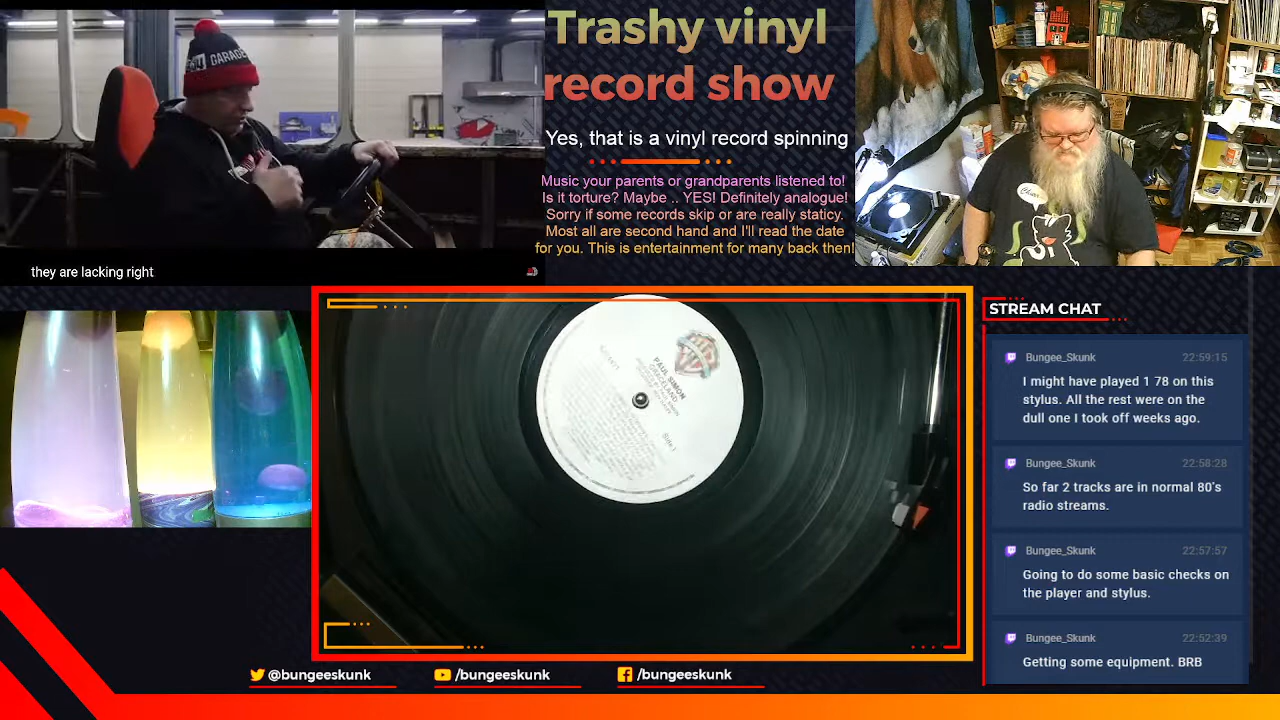 GARAGE
they are lacking right
Trashy vinyl
record show
Yes, that is a vinyl record spinning
Music your parents or grandparents listened to!
Is it torture? Maybe .. YES! Definitely analogue!
Sorry if some records skip or are really staticy.
Most all are second hand and I'll read the date
for you. This is entertainment for many back then!
PAUL SIMON
GRACELAND
Side 1
STREAM CHAT
Bungee_Skunk 22:59:15
I might have played 1 78 on this
stylus. All the rest were on the
dull one I took off weeks ago.
Bungee_Skunk 22:58:28
So far 2 tracks are in normal 80's
radio streams.
Bungee_Skunk 22:57:57
Going to do some basic checks on
the player and stylus.
Bungee_Skunk 22:52:39
Getting some equipment. BRB
@bungeeskunk
/bungeeskunk
/bungeeskunk